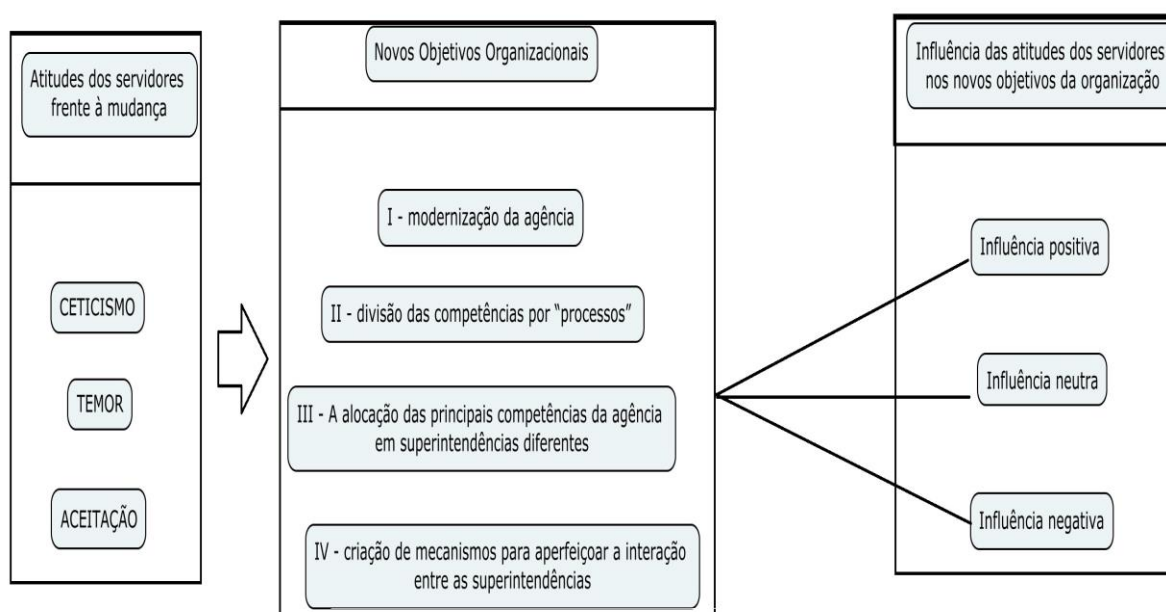 Atitudes dos servidores
frente à mudança
CETICISMO
TEMOR
ACEITAÇÃO
Novos Objetivos Organizacionais
I - modernização da agência
II - divisão das competências por “processos”
III - A alocação das principais competências da agência
em superintendências diferentes
IV - criação de mecanismos para aperfeiçoar a interação
entre as superintendências
Influência das atitudes dos servidores
nos novos objetivos da organização
Influência positiva
Influência neutra
Influência negativa